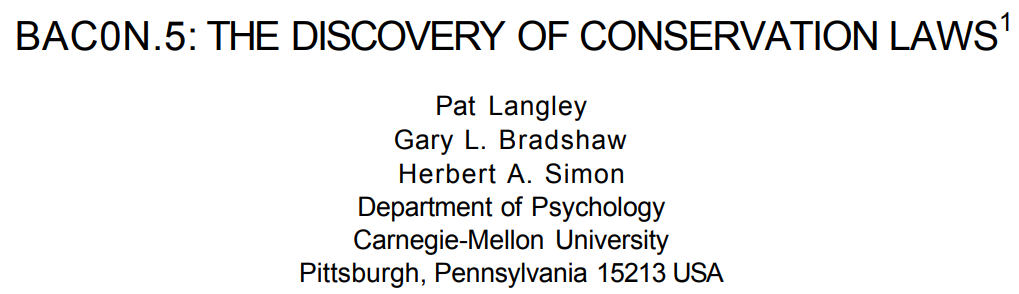 BAC0N.5: THE DISCOVERY OF CONSERVATION LAWS1
Pat Langley
Gary L. Bradshaw
Herbert A. Simon
Department of Psychology
Carnegie-Mellon University
Pittsburgh, Pennsylvania 15213 USA